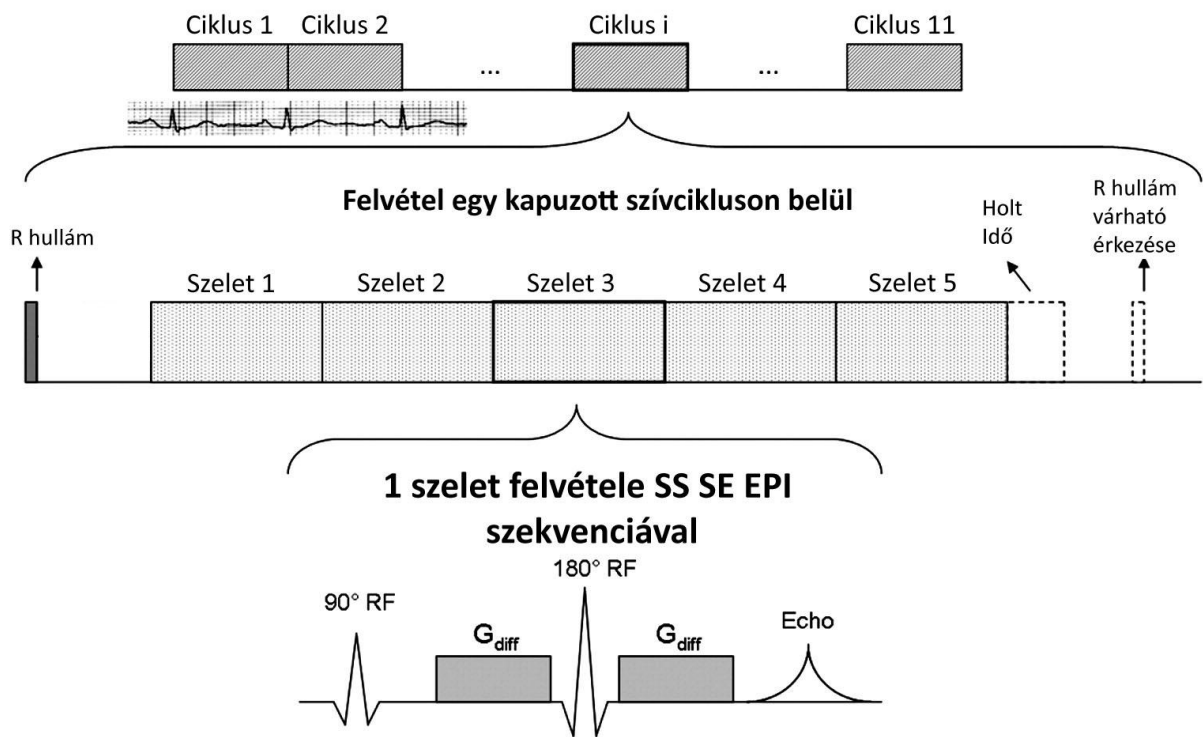 Ciklus 1 Ciklus 2 Ciklus i Ciklus 11
... ...
Felvétel egy kapuzott szívcikluson belül
R hullám
Holt
Idő
R hullám
várható
érkezése
Szelet 1 Szelet 2 Szelet 3 Szelet 4 Szelet 5
1 szelet felvétele SS SE EPI
szekvenciával
90° RF
G_diff
180° RF
G_diff
Echo